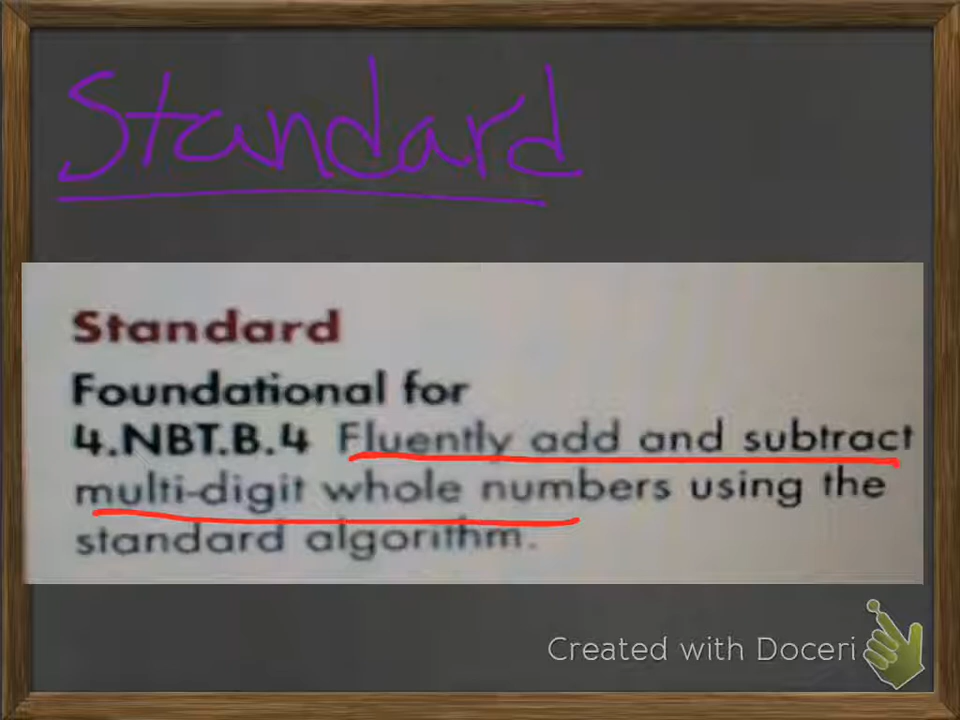 Standard
Standard
Foundational for
4.NBT.B.4 Fluently add and subtract
multi-digit whole numbers using the
standard algorithm.
Created with Doceri